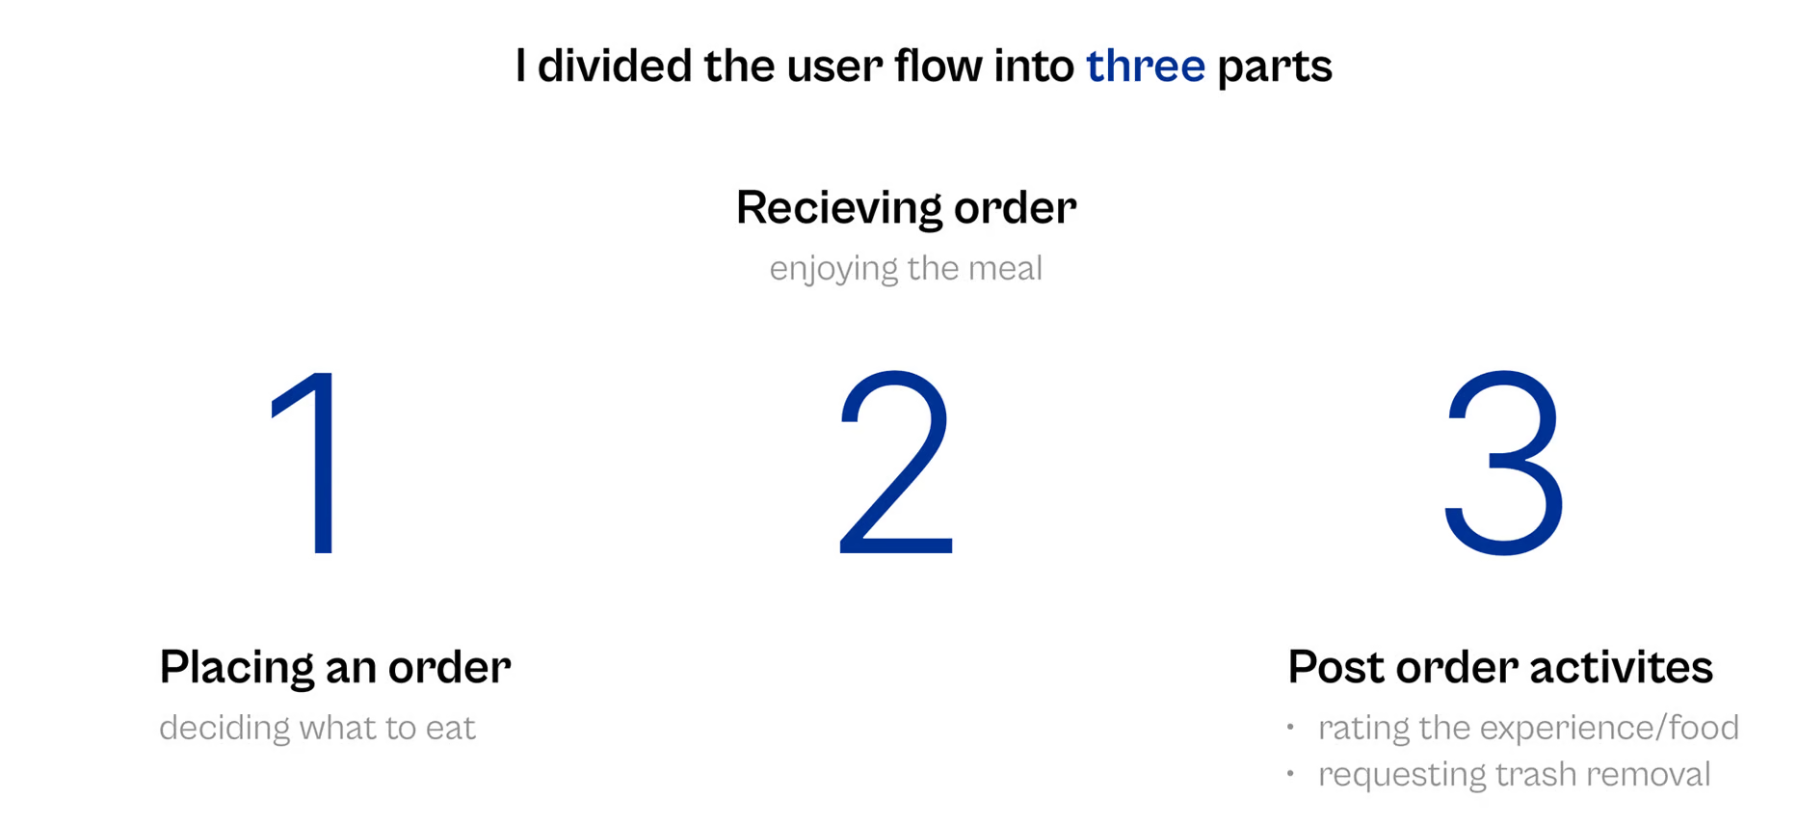 I divided the user flow into three parts
Recieving order
enjoying the meal
1
2
3
Placing an order
deciding what to eat
Post order activites
• rating the experience/food
• requesting trash removal